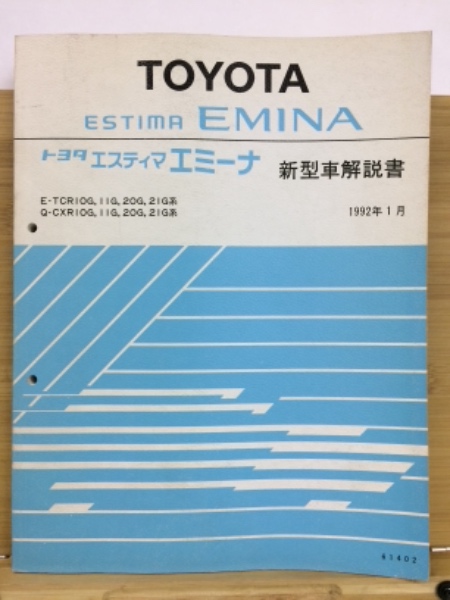 TOYOTA
ESTIMA EMINA
トヨタ エスティマ エミーナ 新型車解説書
E-TCR10G, 11G, 20G, 21G系
Q-CXR10G, 11G, 20G, 21G系
1992年1月
61402